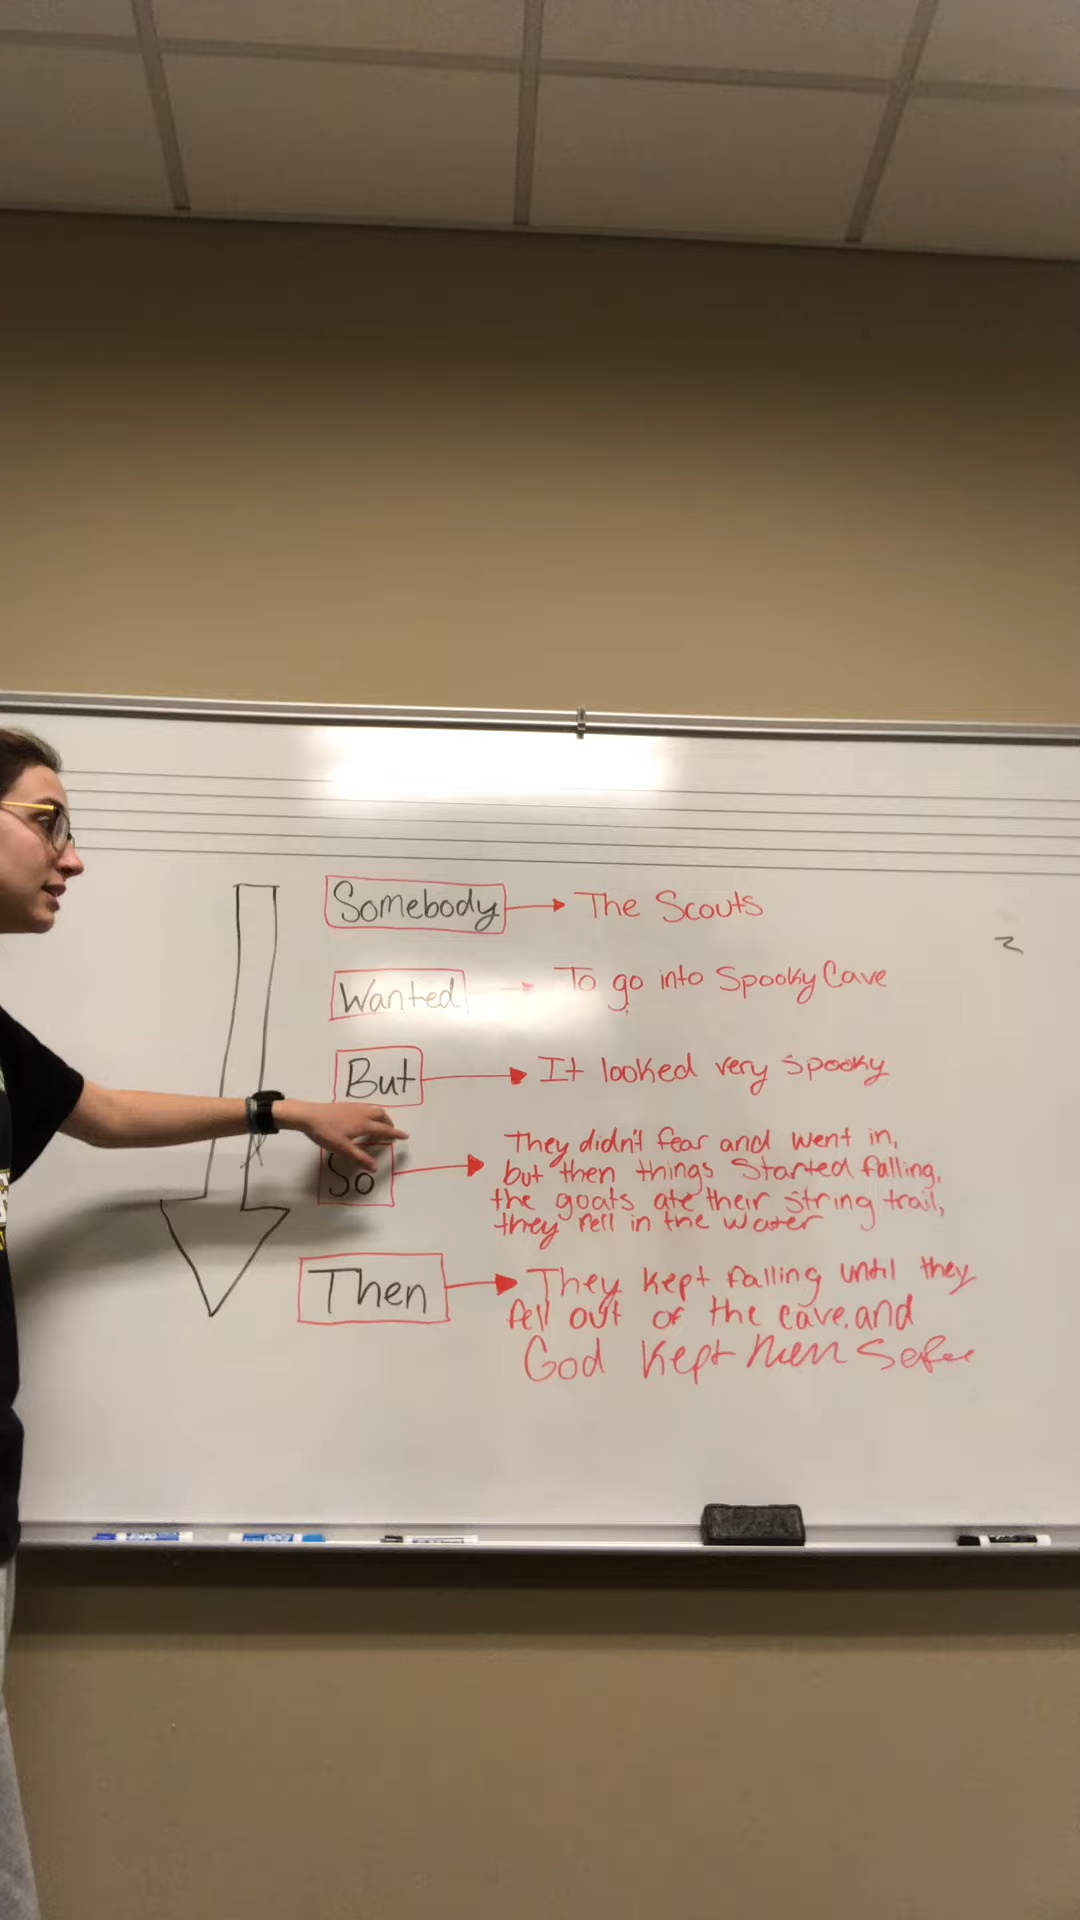 Somebody → The Scouts
Wanted → To go into Spooky Cave
But → It looked very spooky
So → They didn't fear and went in,
but then things started falling,
the goats ate their string trail,
they fell in the water
Then → They kept falling until they
fell out of the cave. and
God kept them safe